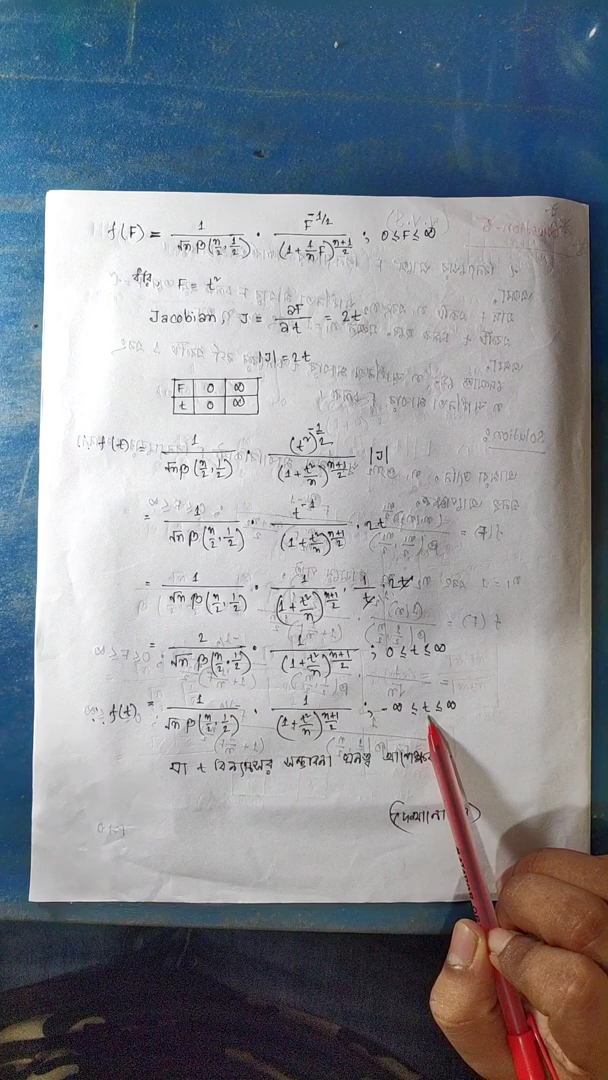 f(F) = 1/(√n β(n/2, 1/2)) · F^(-1/2)/(1 + 1/n F)^((n+1)/2) ; 0 ≤ F ≤ ∞
ধরি, F = t²
Jacobian, J = ∂F/∂t = 2t
|J| = 2t
F 0 ∞
t 0 ∞
∴ f(t) = 1/(√n β(n/2, 1/2)) · (t²)^(-1/2)/(1 + t²/n)^((n+1)/2) |J|
= 1/(√n β(n/2, 1/2)) · t^(-1)/(1 + t²/n)^((n+1)/2) · 2t
= 1/(√n β(n/2, 1/2)) · 1/(1 + t²/n)^((n+1)/2) · 1/t · 2t
= 2/(√n β(n/2, 1/2)) · 1/(1 + t²/n)^((n+1)/2) ; 0 ≤ t ≤ ∞
∴ f(t) = 1/(√n β(n/2, 1/2)) · 1/(1 + t²/n)^((n+1)/2) ; -∞ ≤ t ≤ ∞
যা t বিন্যাসের সম্ভাবনা ঘনত্ব